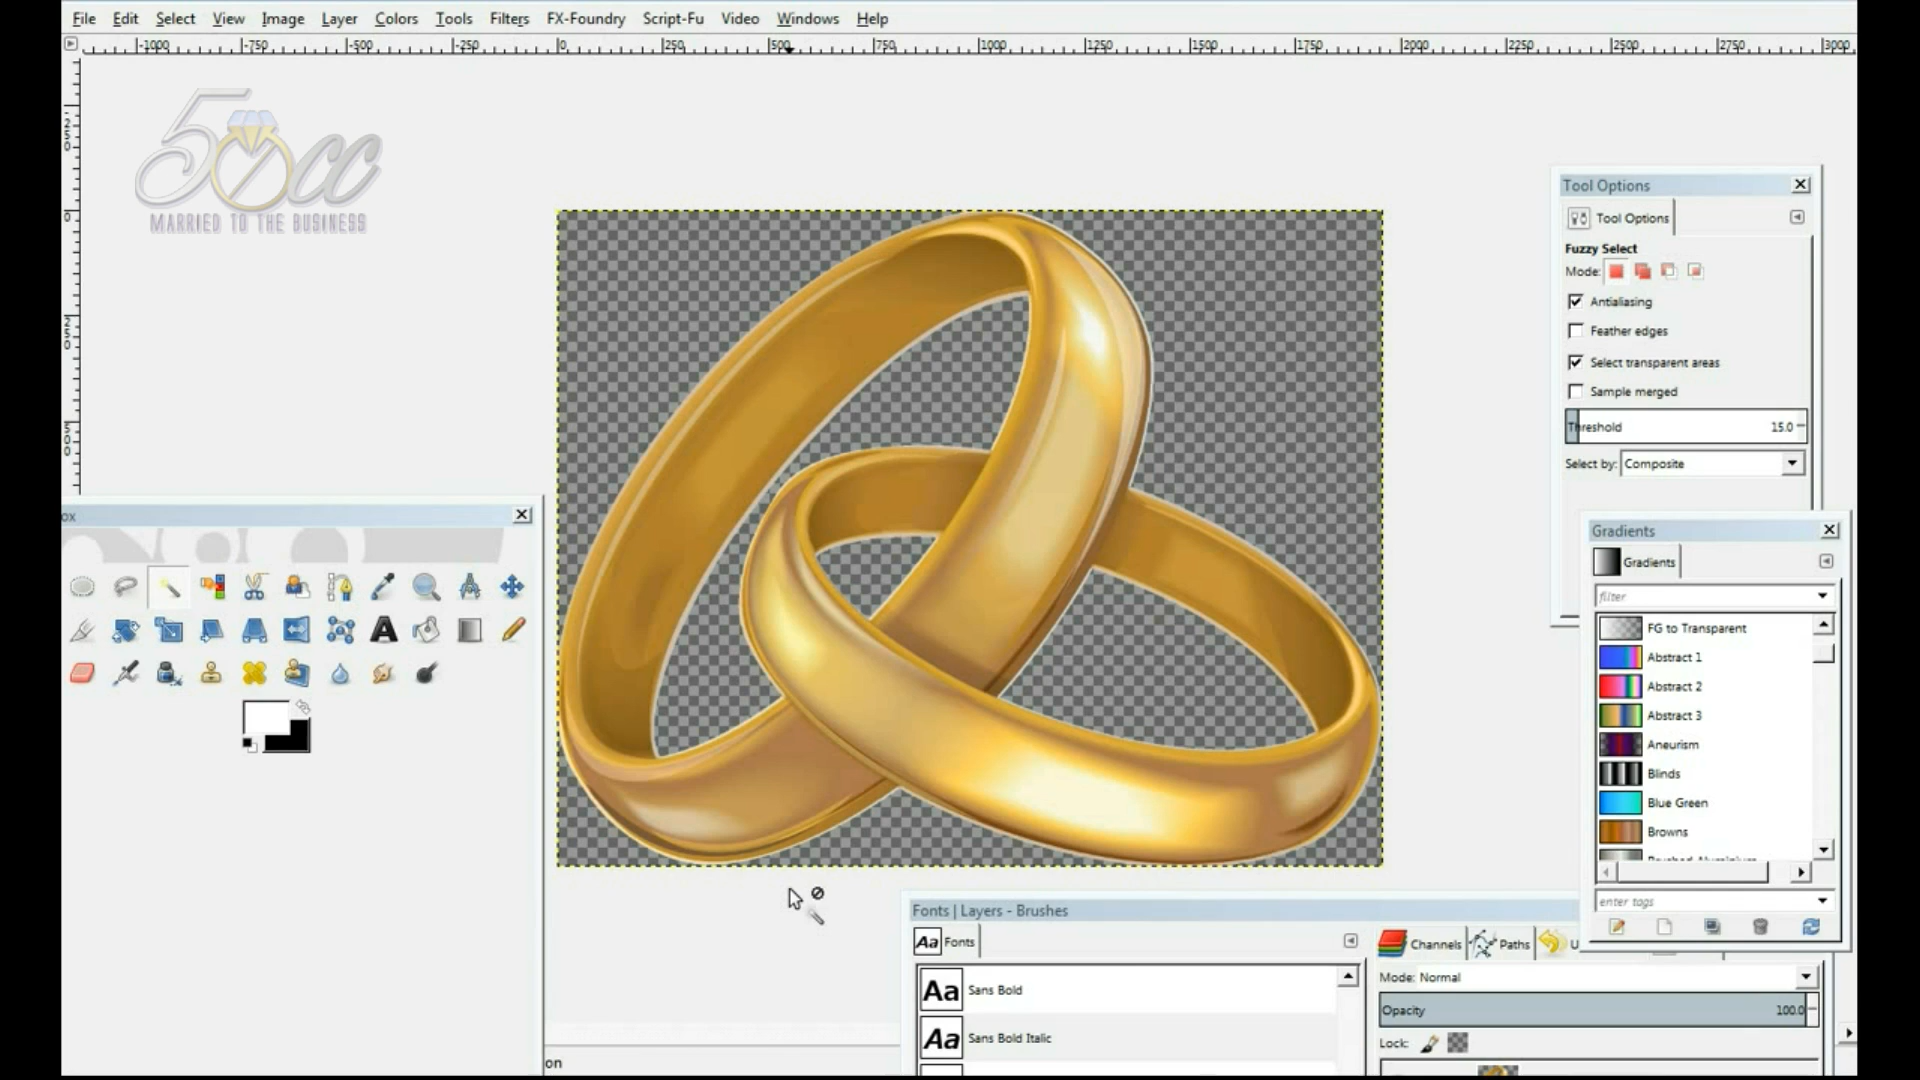 File Edit Select View Image Layer Colors Tools Filters FX-Foundry Script-Fu Video Windows Help
-1000 -750 -500 -250 0 250 500 750 1000 1250 1500 1750 2000 2250 2500 2750 3000
50cc
MARRIED TO THE BUSINESS
Tool Options
Tool Options
Fuzzy Select
Mode:
Antialiasing
Feather edges
Select transparent areas
Sample merged
Threshold 15.0
Select by: Composite
ox
Gradients
Gradients
filter
FG to Transparent
Abstract 1
Abstract 2
Abstract 3
Aneurism
Blinds
Blue Green
Browns
enter tags
Fonts | Layers - Brushes
Aa Fonts
Channels Paths U
Aa Sans Bold
Aa Sans Bold Italic
Mode: Normal
Opacity 100.0
Lock:
on